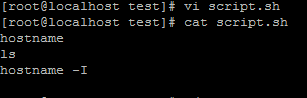 [root@localhost test]# vi script.sh
[root@localhost test]# cat script.sh
hostname
ls
hostname -I